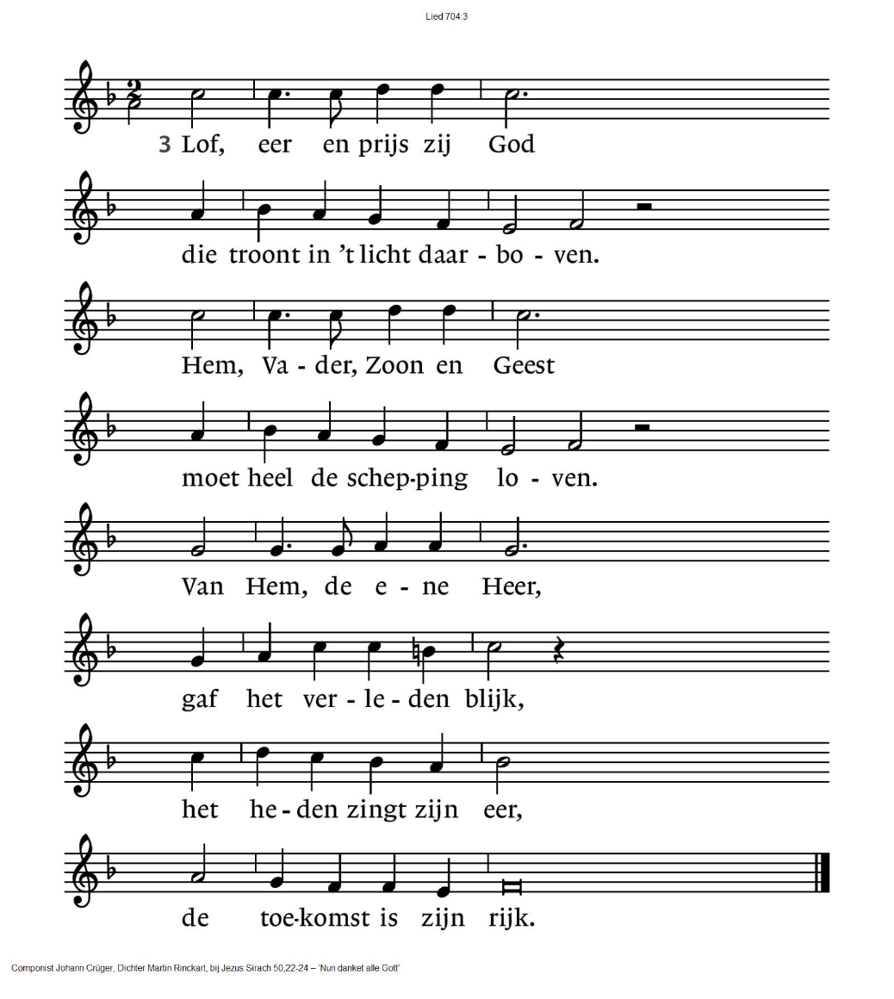 Lied 704:3
3 Lof, eer en prijs zij God
die troont in ’t licht daar - bo - ven.
Hem, Va - der, Zoon en Geest
moet heel de schep-ping lo - ven.
Van Hem, de e - ne Heer,
gaf het ver - le - den blijk,
het he - den zingt zijn eer,
de toe-komst is zijn rijk.
Componist Johann Crüger, Dichter Martin Rinckart, bij Jezus Sirach 50,22-24 – 'Nun danket alle Gott'